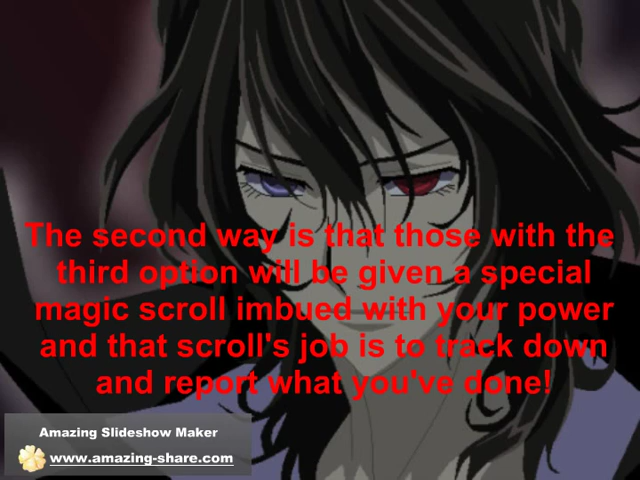 The second way is that those with the
third option will be given a special
magic scroll imbued with your power
and that scroll's job is to track down
and report what you've done!
Amazing Slideshow Maker
www.amazing-share.com